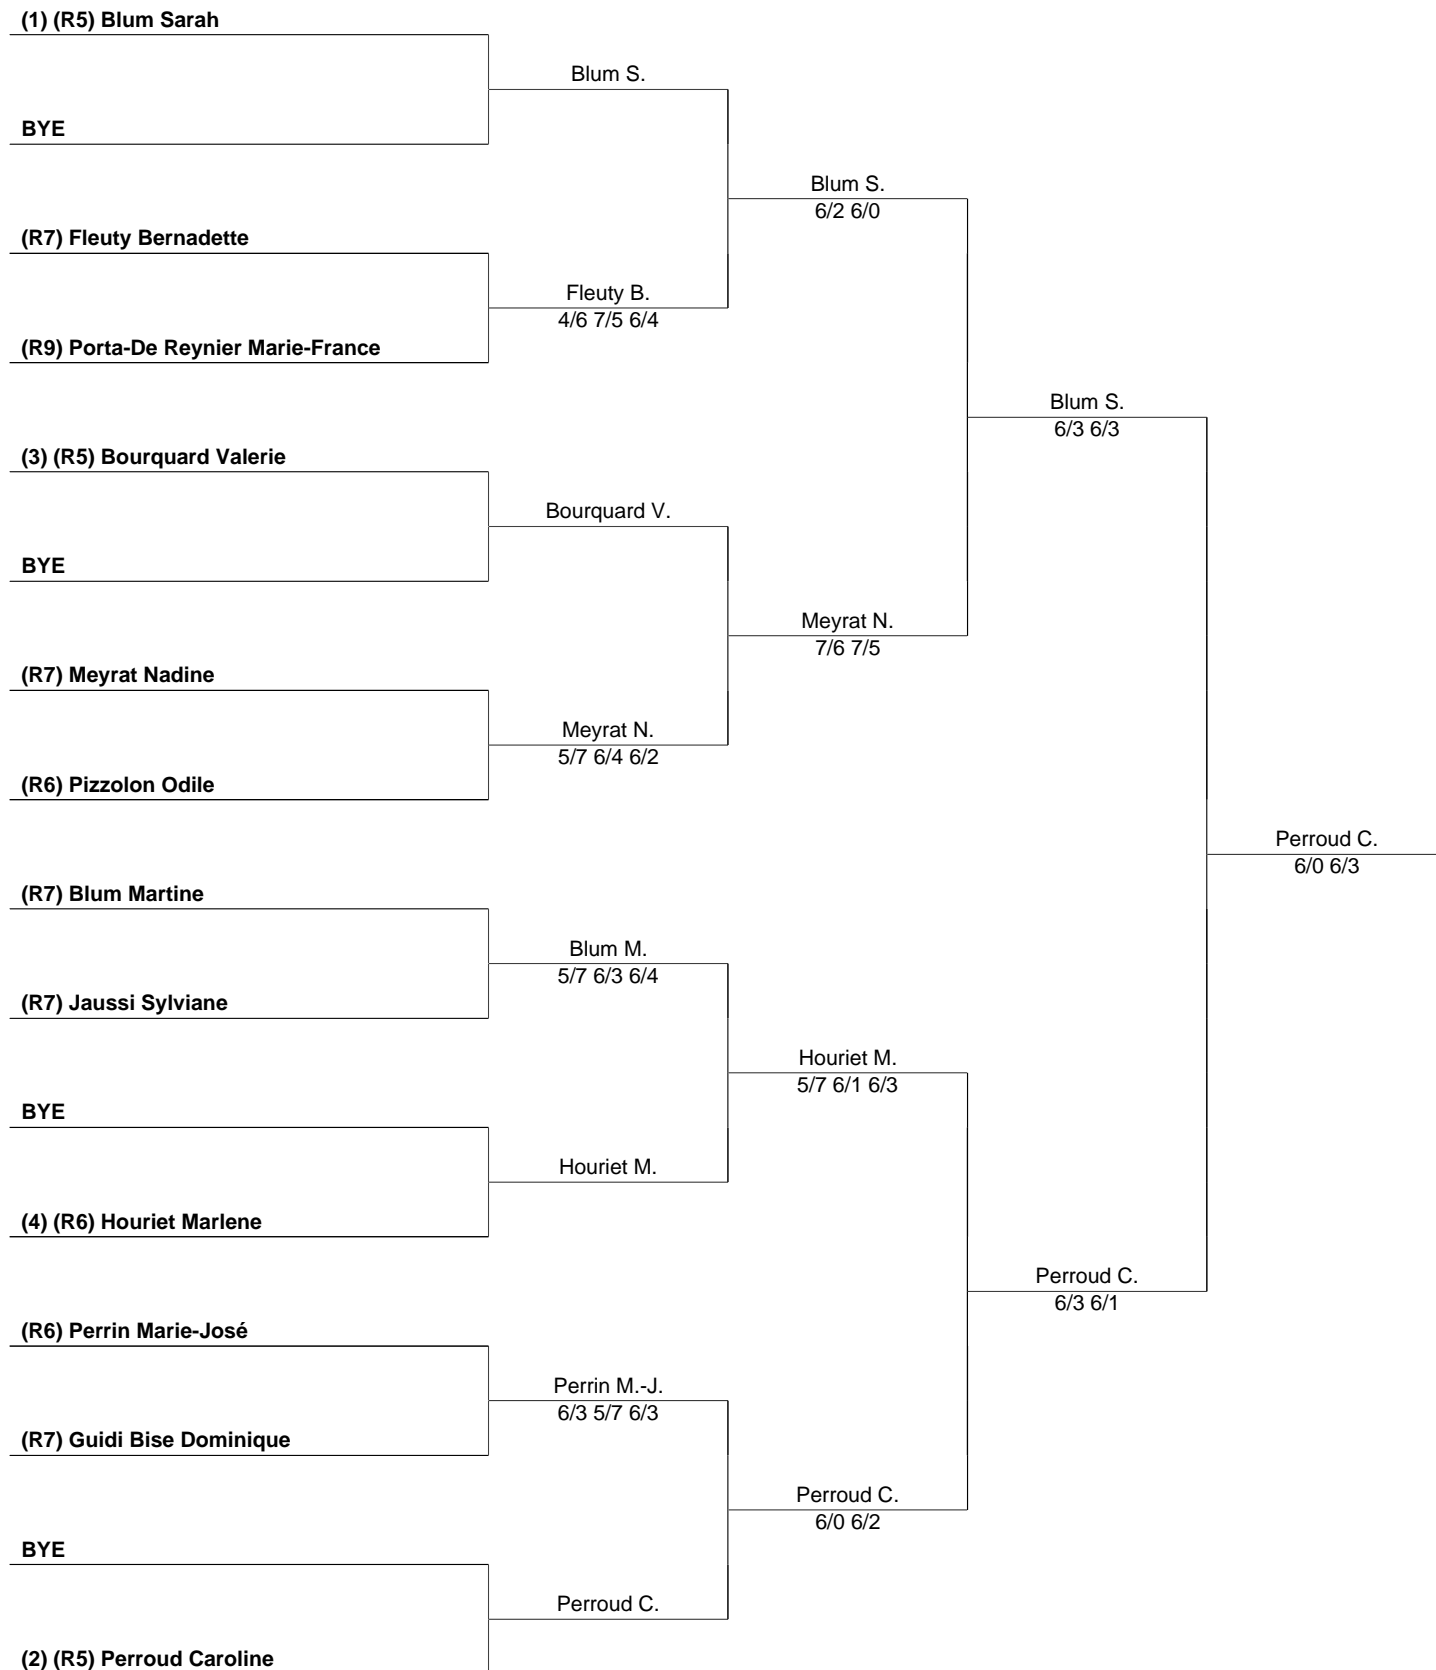 (1) (R5) Blum Sarah
Blum S.
BYE
Blum S.
6/2 6/0
(R7) Fleuty Bernadette
Fleuty B.
4/6 7/5 6/4
(R9) Porta-De Reynier Marie-France
Blum S.
6/3 6/3
(3) (R5) Bourquard Valerie
Bourquard V.
BYE
Meyrat N.
7/6 7/5
(R7) Meyrat Nadine
Meyrat N.
5/7 6/4 6/2
(R6) Pizzolon Odile
Perroud C.
6/0 6/3
(R7) Blum Martine
Blum M.
5/7 6/3 6/4
(R7) Jaussi Sylviane
Houriet M.
5/7 6/1 6/3
BYE
Houriet M.
(4) (R6) Houriet Marlene
Perroud C.
6/3 6/1
(R6) Perrin Marie-José
Perrin M.-J.
6/3 5/7 6/3
(R7) Guidi Bise Dominique
Perroud C.
6/0 6/2
BYE
Perroud C.
(2) (R5) Perroud Caroline